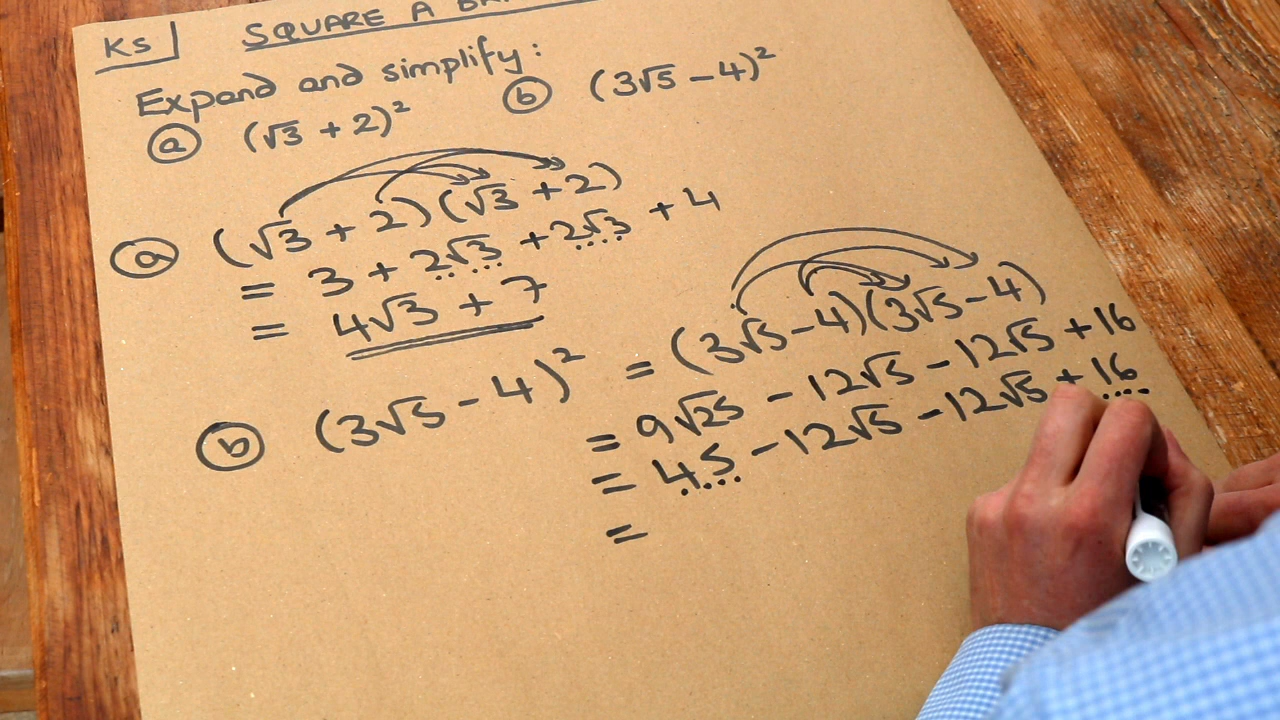 K5 SQUARE A
Expand and simplify:
ⓐ (√3 + 2)² ⓑ (3√5 - 4)²
ⓐ (√3 + 2)(√3 + 2)
= 3 + 2√3 + 2√3 + 4
= 4√3 + 7
ⓑ (3√5 - 4)² = (3√5 - 4)(3√5 - 4)
= 9√25 - 12√5 - 12√5 + 16
= 45 - 12√5 - 12√5 + 16
=